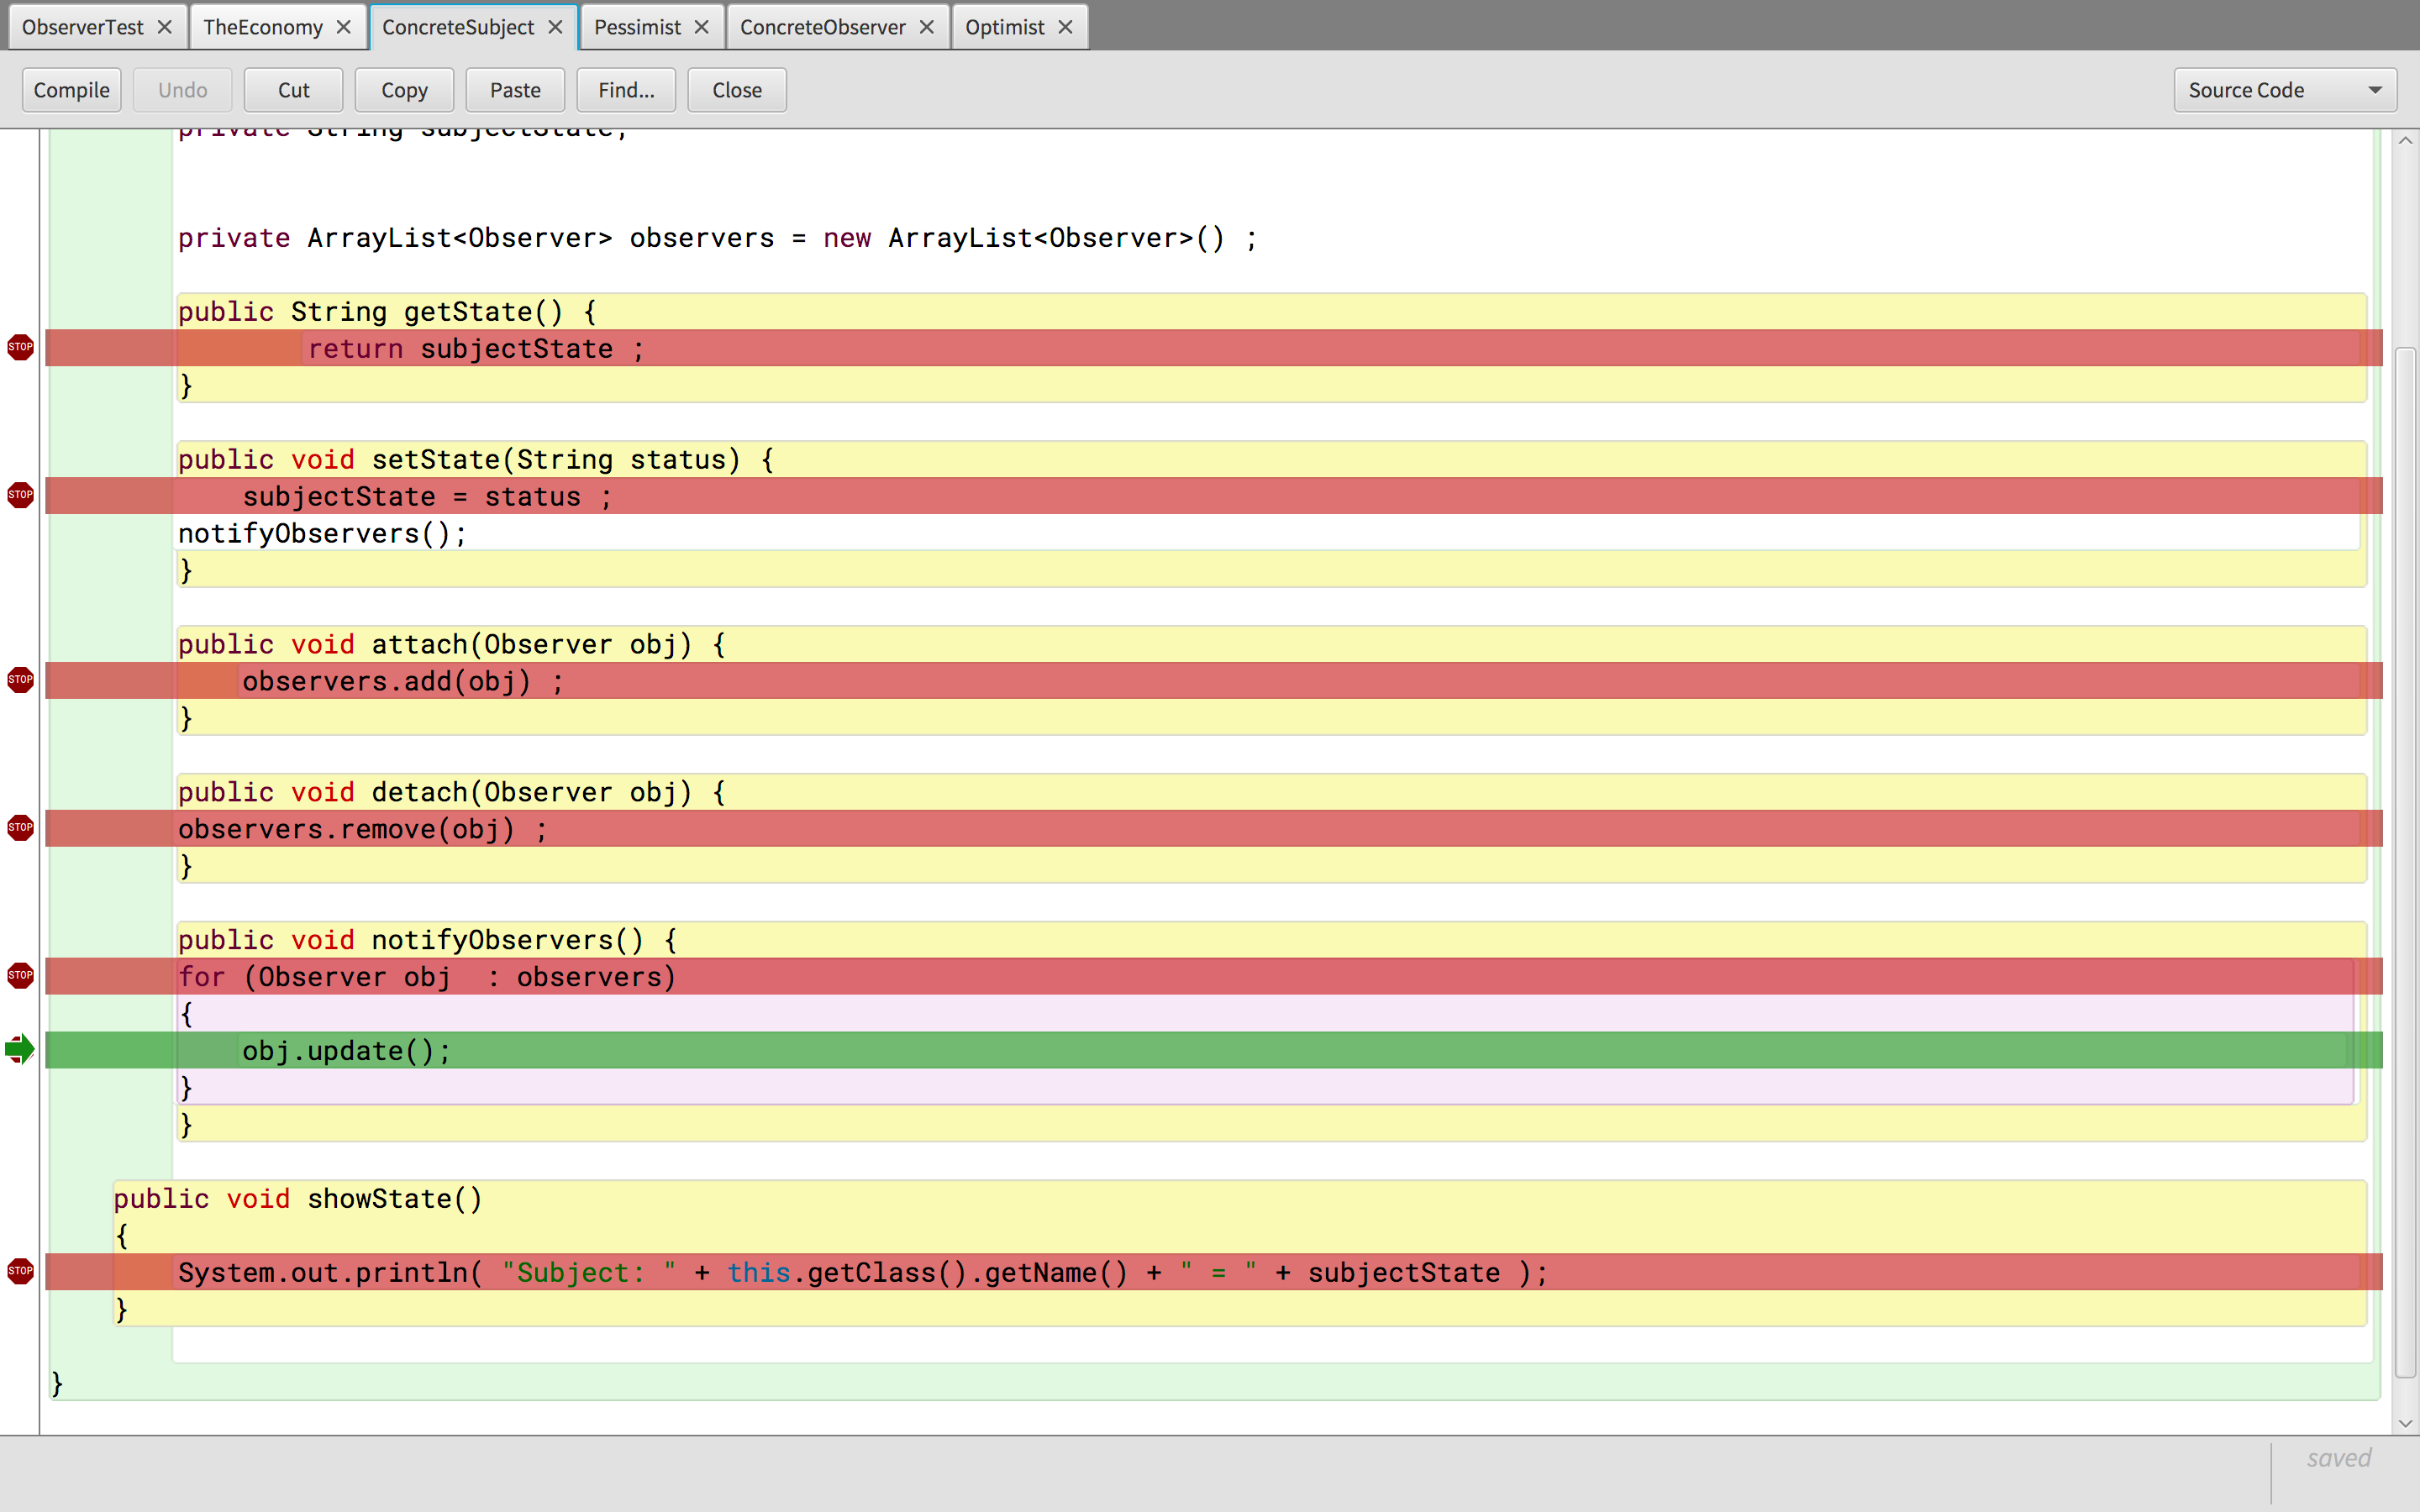 ObserverTest TheEconomy ConcreteSubject Pessimist ConcreteObserver Optimist
Compile Undo Cut Copy Paste Find... Close Source Code
private String subjectState;
private ArrayList<Observer> observers = new ArrayList<Observer>() ;
public String getState() {
STOP return subjectState ;
}
public void setState(String status) {
STOP subjectState = status ;
notifyObservers();
}
public void attach(Observer obj) {
STOP observers.add(obj) ;
}
public void detach(Observer obj) {
STOP observers.remove(obj) ;
}
public void notifyObservers() {
STOP for (Observer obj  : observers)
{
obj.update();
}
}
public void showState()
{
STOP System.out.println( "Subject: " + this.getClass().getName() + " = " + subjectState );
}
}
saved